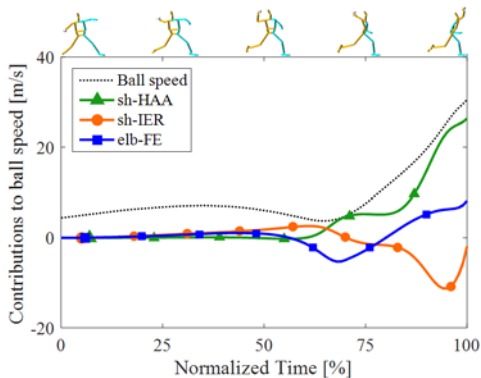 Contributions to ball speed [m/s]
40
20
0
-20
Ball speed
sh-HAA
sh-IER
elb-FE
0 25 50 75 100
Normalized Time [%]